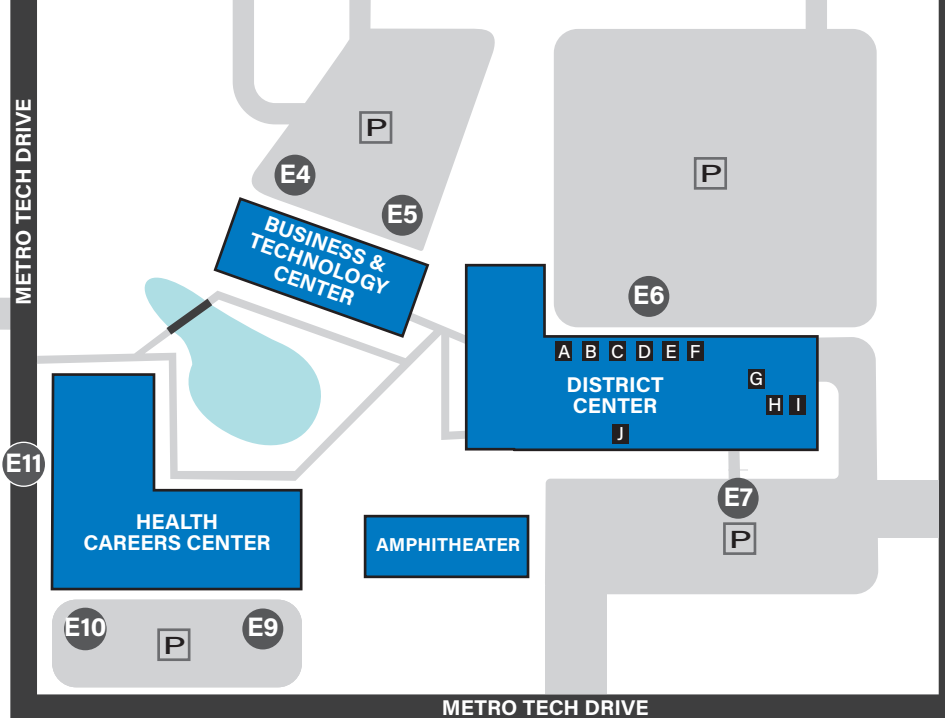 METRO TECH DRIVE
P
E4
E5
BUSINESS &
TECHNOLOGY
CENTER
P
E6
A B C D E F
G
H I
DISTRICT
CENTER
J
E11
HEALTH
CAREERS CENTER
AMPHITHEATER
E7
P
E10
P
E9
METRO TECH DRIVE